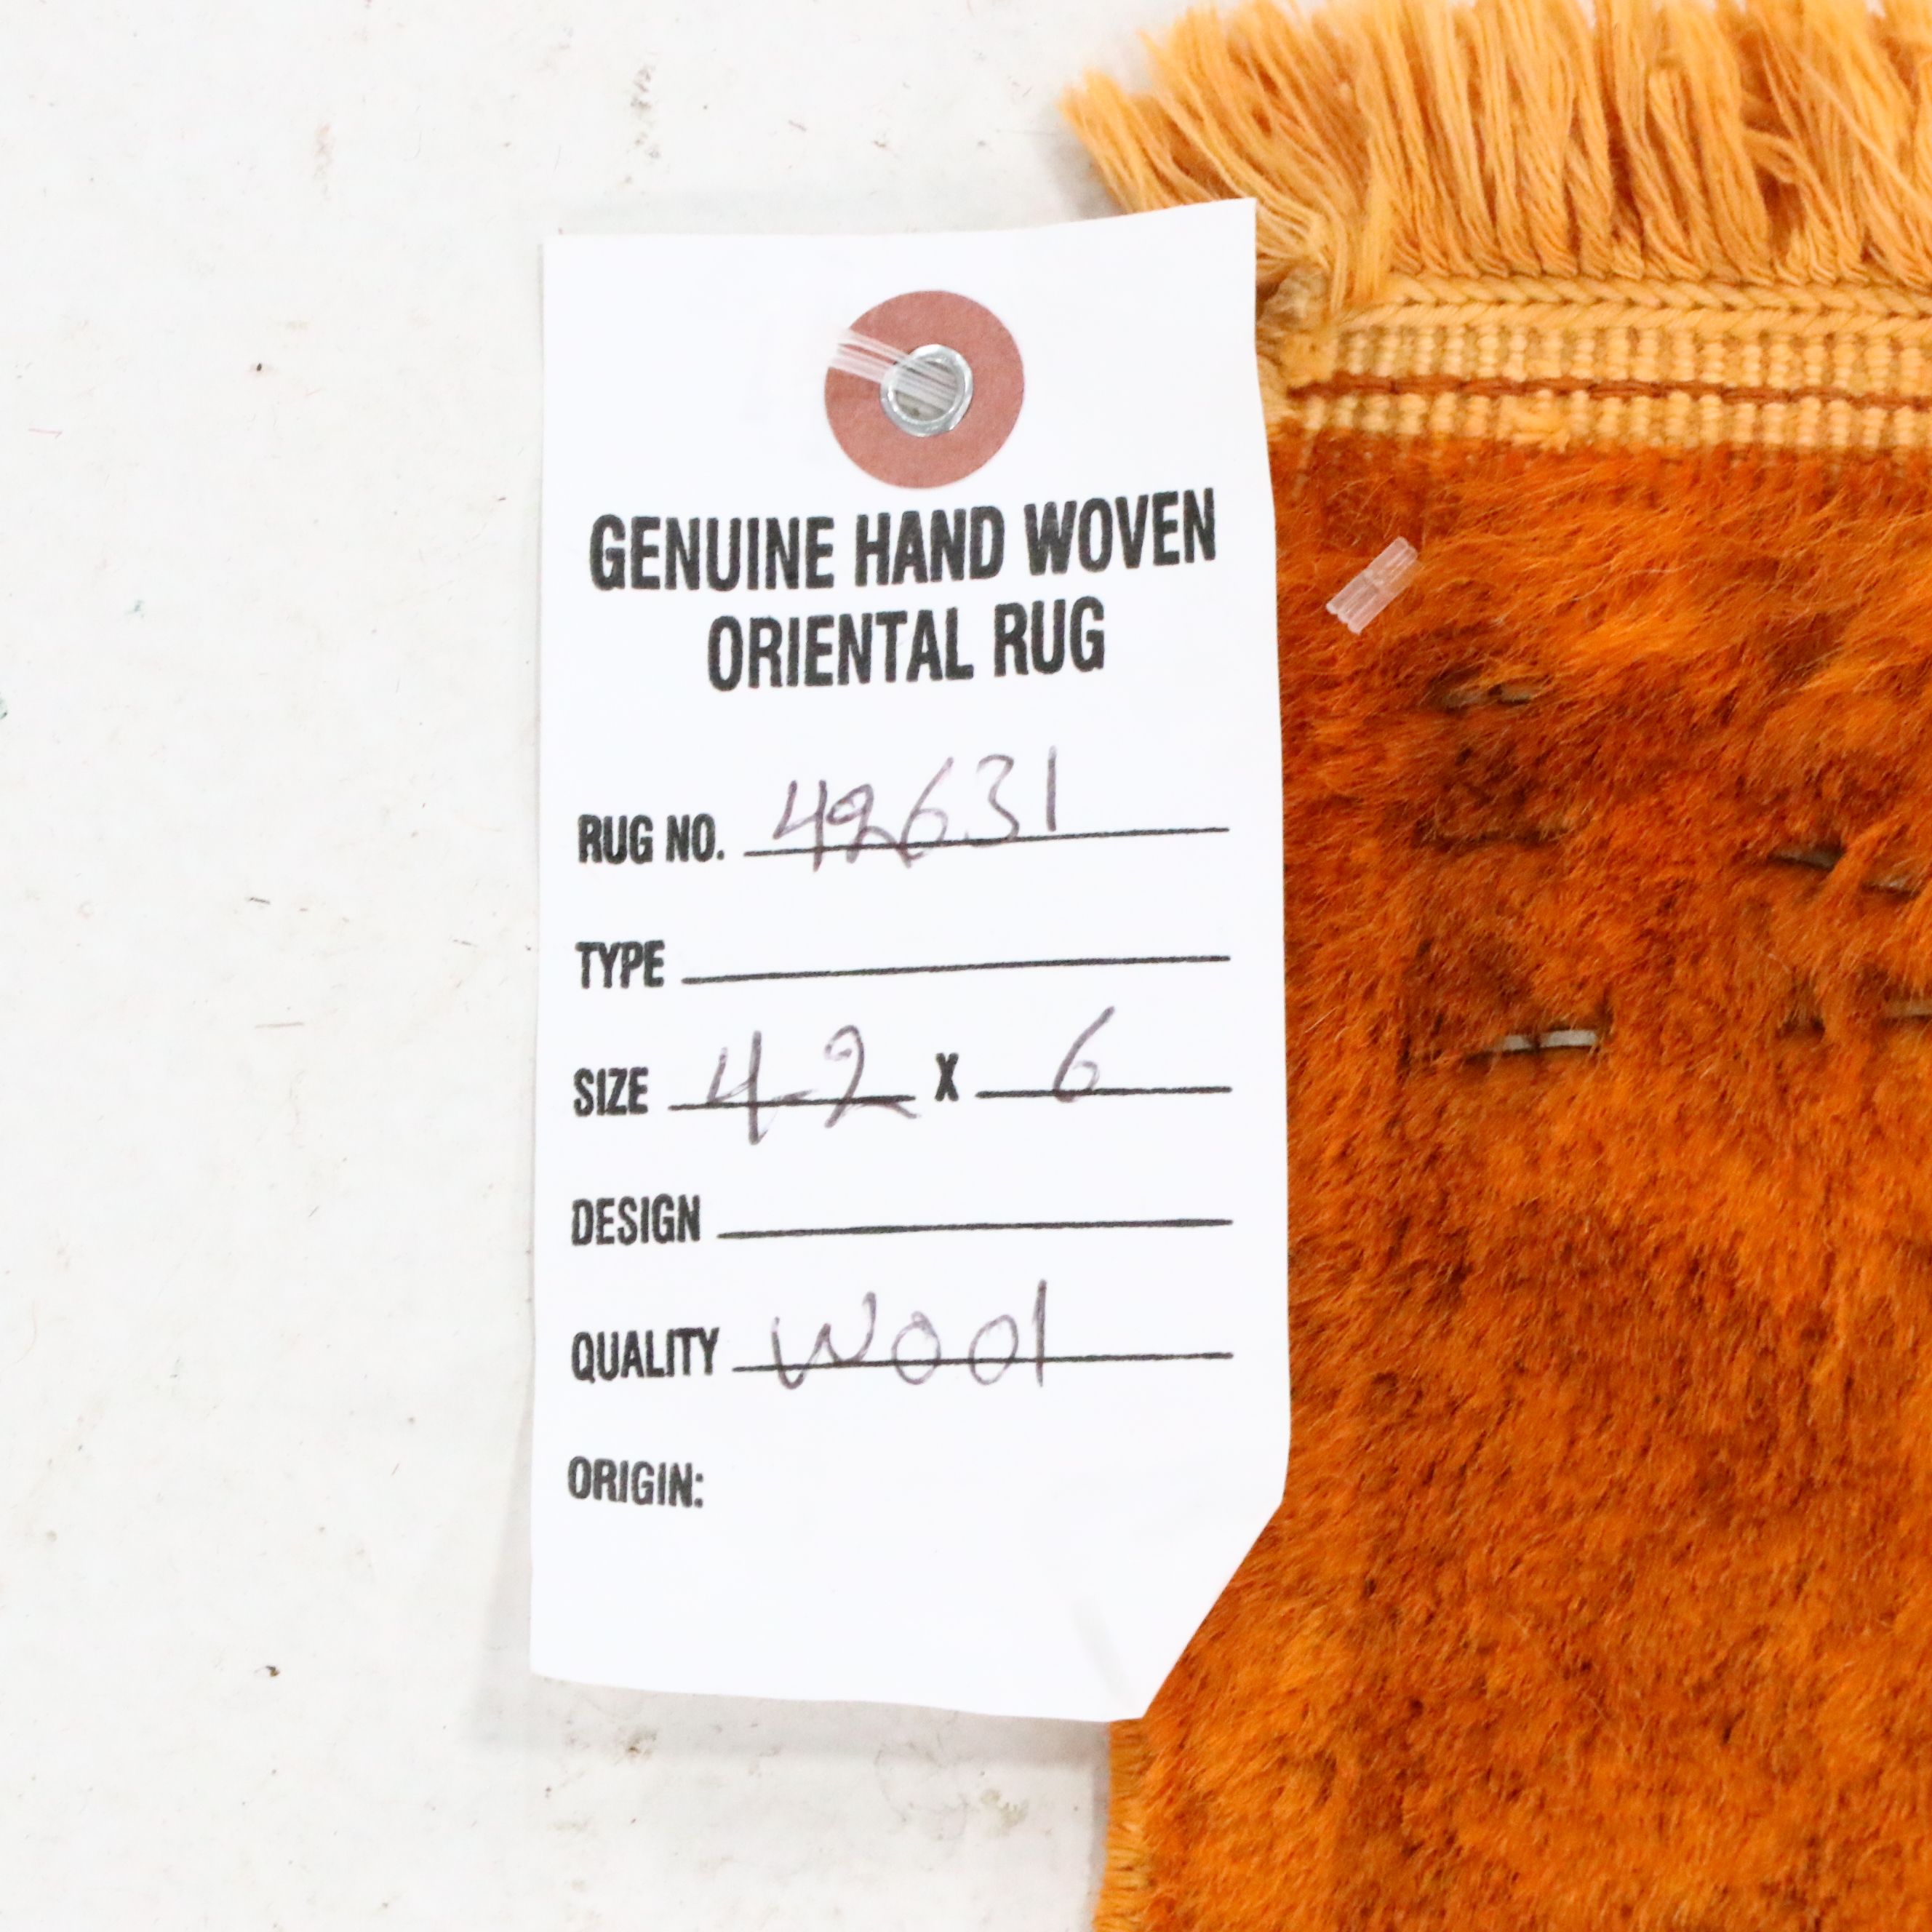 GENUINE HAND WOVEN
ORIENTAL RUG
RUG NO. 42631
TYPE
SIZE 4-2 X 6
DESIGN
QUALITY Wool
ORIGIN: